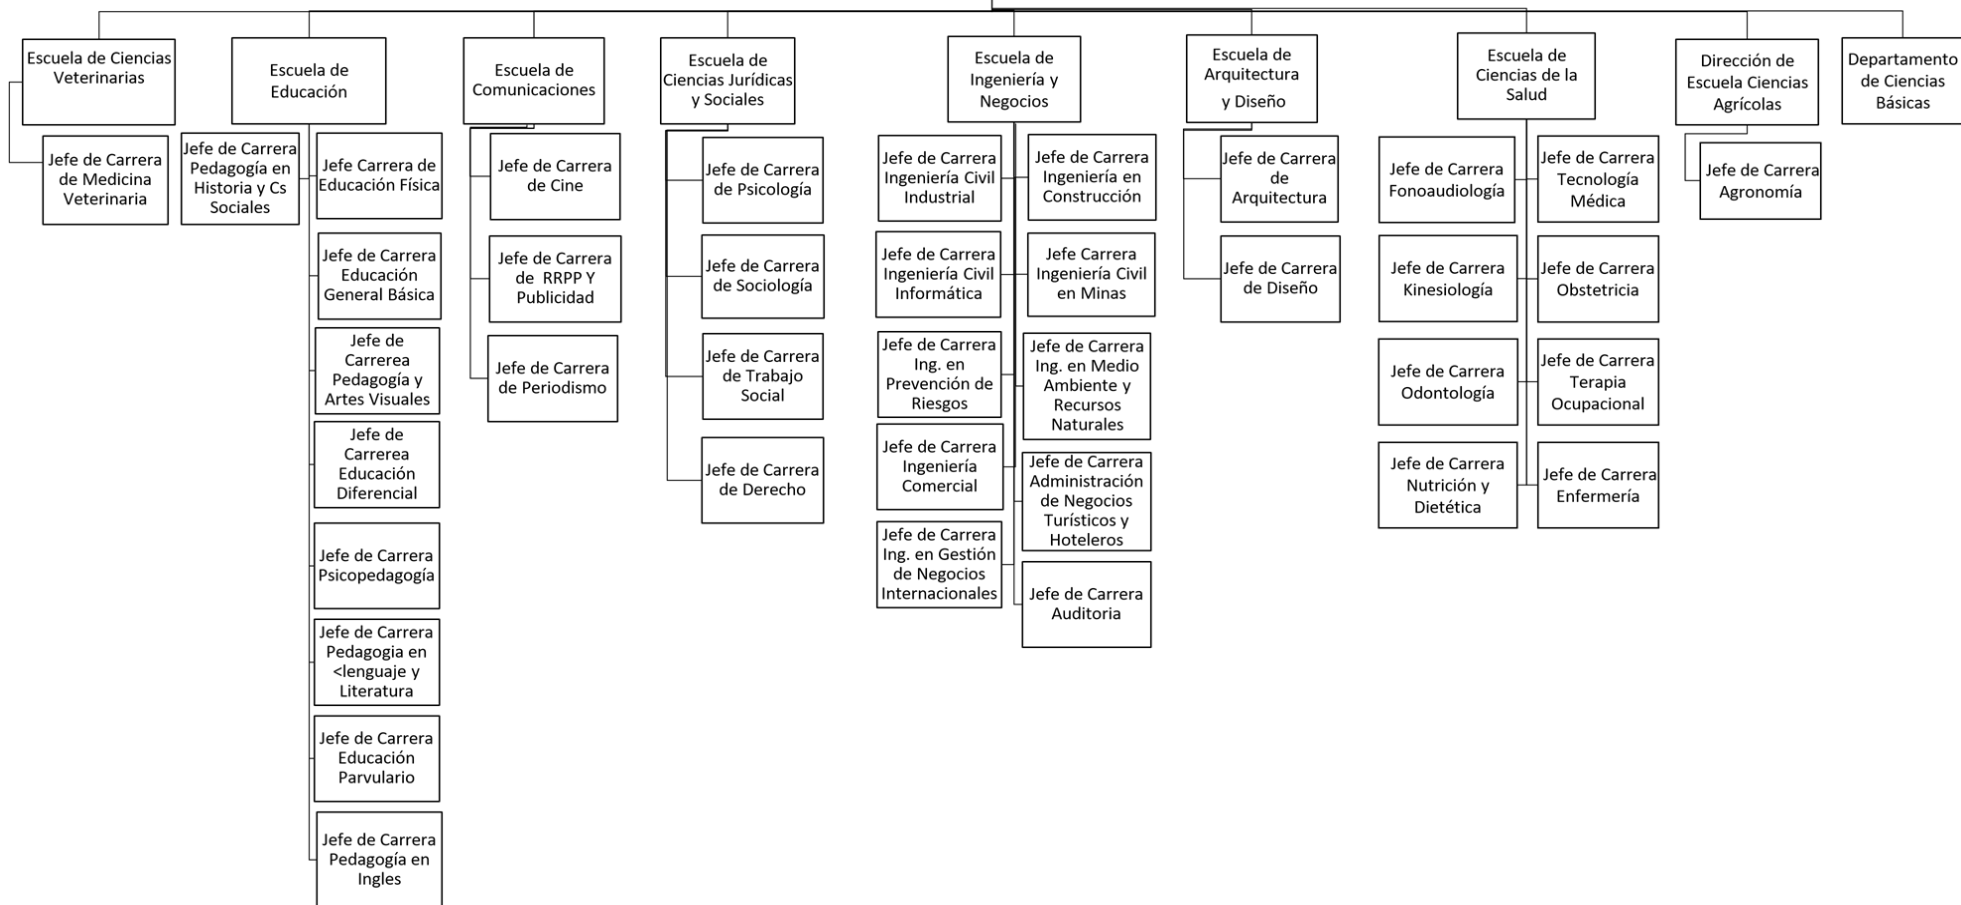 Escuela de Ciencias
Veterinarias
Escuela de
Educación
Escuela de
Comunicaciones
Escuela de
Ciencias Jurídicas
y Sociales
Escuela de
Ingeniería y
Negocios
Escuela de
Arquitectura
y Diseño
Escuela de
Ciencias de la
Salud
Dirección de
Escuela Ciencias
Agrícolas
Departamento
de Ciencias
Básicas
Jefe de Carrera
de Medicina
Veterinaria
Jefe de Carrera
Pedagogía en
Historia y Cs
Sociales
Jefe Carrera de
Educación Física
Jefe de Carrera
Educación
General Básica
Jefe de
Carrerea
Pedagogía y
Artes Visuales
Jefe de
Carrerea
Educación
Diferencial
Jefe de Carrera
Psicopedagogía
Jefe de Carrera
Pedagogia en
<lenguaje y
Literatura
Jefe de Carrera
Educación
Parvulario
Jefe de Carrera
Pedagogía en
Ingles
Jefe de Carrera
de Cine
Jefe de Carrera
de RRPP Y
Publicidad
Jefe de Carrera
de Periodismo
Jefe de Carrera
de Psicología
Jefe de Carrera
de Sociología
Jefe de Carrera
de Trabajo
Social
Jefe de Carrera
de Derecho
Jefe de Carrera
Ingeniería Civil
Industrial
Jefe de Carrera
Ingeniería en
Construcción
Jefe de Carrera
Ingeniería Civil
Informática
Jefe Carrera
Ingeniería Civil
en Minas
Jefe de Carrera
Ing. en
Prevención de
Riesgos
Jefe de Carrera
Ing. en Medio
Ambiente y
Recursos
Naturales
Jefe de Carrera
Ingeniería
Comercial
Jefe de Carrera
Administración
de Negocios
Turísticos y
Hoteleros
Jefe de Carrera
Ing. en Gestión
de Negocios
Internacionales
Jefe de Carrera
Auditoria
Jefe de Carrera
de
Arquitectura
Jefe de Carrera
de Diseño
Jefe de Carrera
Fonoaudiología
Jefe de Carrera
Tecnología
Médica
Jefe de Carrera
Kinesiología
Jefe de Carrera
Obstetricia
Jefe de Carrera
Odontología
Jefe de Carrera
Terapia
Ocupacional
Jefe de Carrera
Nutrición y
Dietética
Jefe de Carrera
Enfermería
Jefe de Carrera
Agronomía